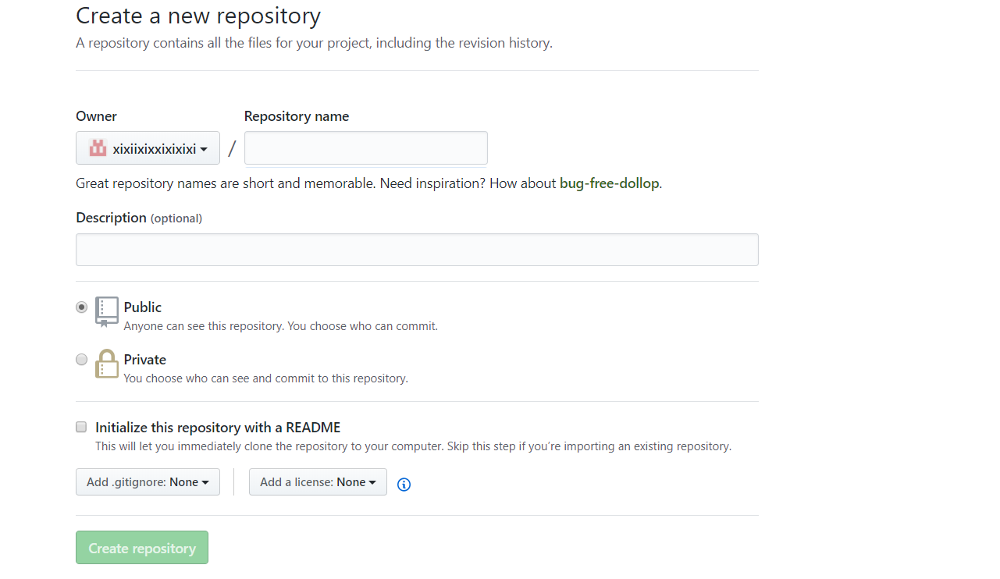 Create a new repository
A repository contains all the files for your project, including the revision history.
Owner Repository name
xixiixixxixixixi /
Great repository names are short and memorable. Need inspiration? How about bug-free-dollop.
Description (optional)
Public
Anyone can see this repository. You choose who can commit.
Private
You choose who can see and commit to this repository.
Initialize this repository with a README
This will let you immediately clone the repository to your computer. Skip this step if you’re importing an existing repository.
Add .gitignore: None Add a license: None
Create repository